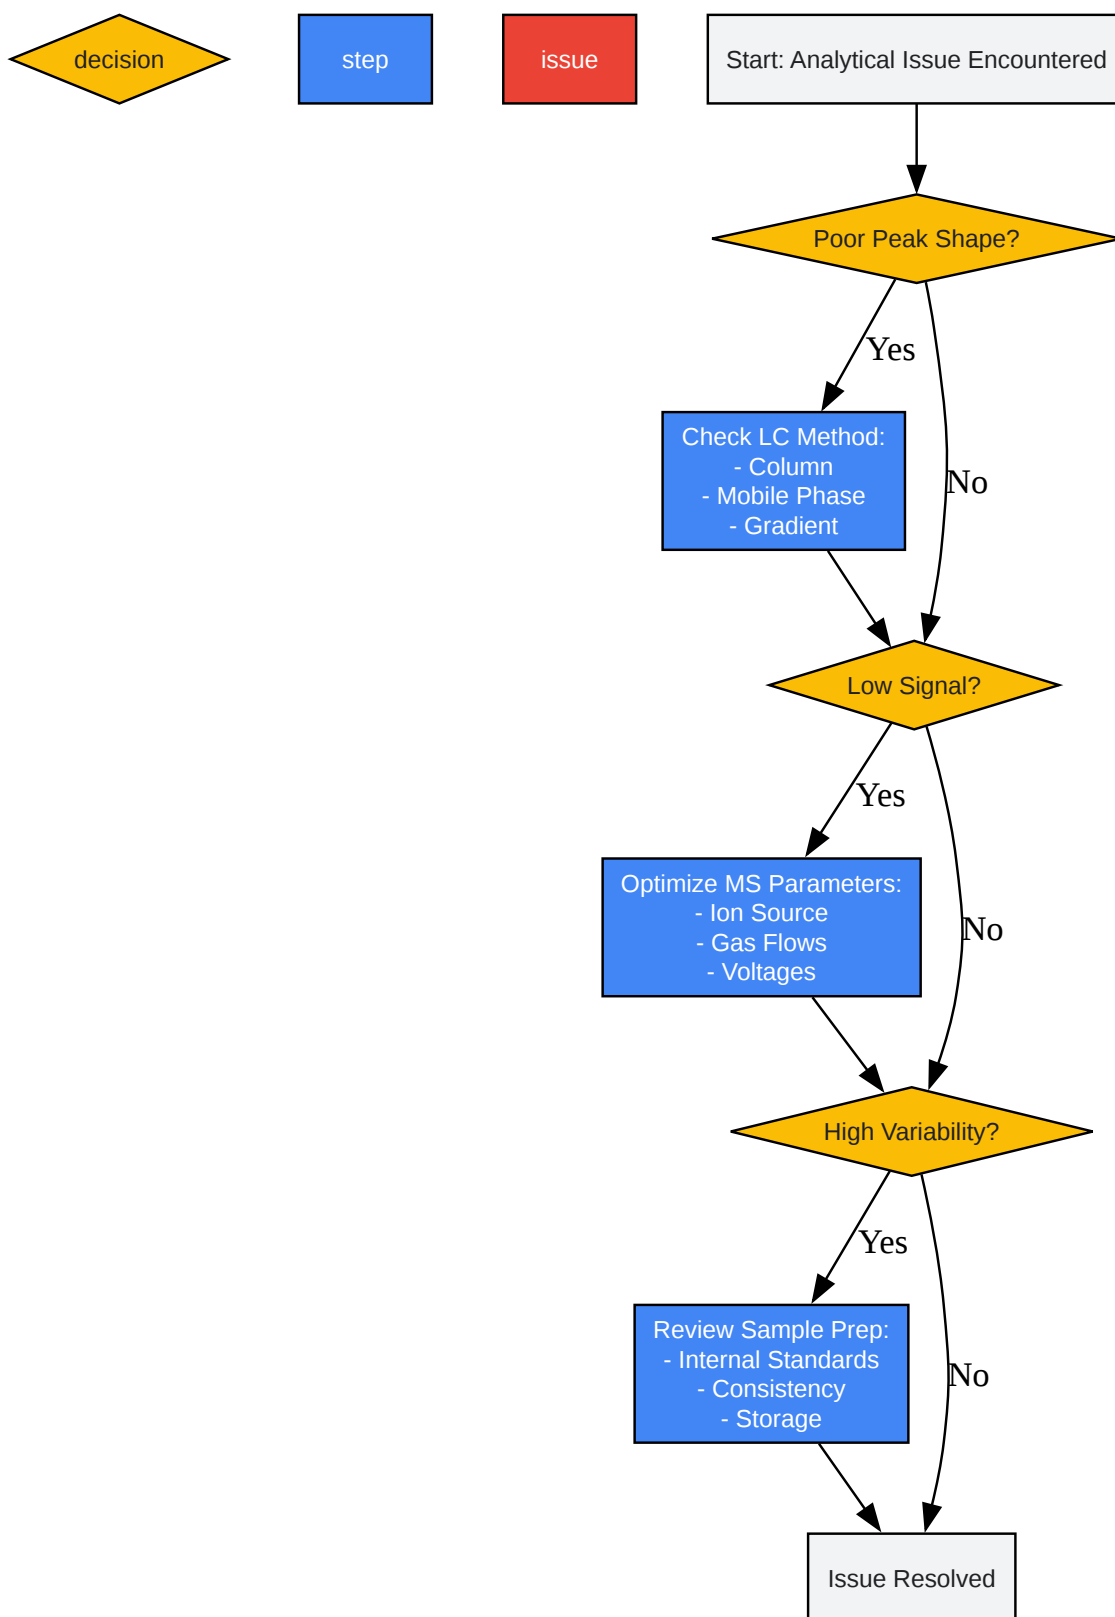 decision
step
issue
Start: Analytical Issue Encountered
Poor Peak Shape?
Yes
Check LC Method:
- Column
- Mobile Phase
- Gradient
No
Low Signal?
Yes
Optimize MS Parameters:
- Ion Source
- Gas Flows
- Voltages
No
High Variability?
Yes
Review Sample Prep:
- Internal Standards
- Consistency
- Storage
No
Issue Resolved